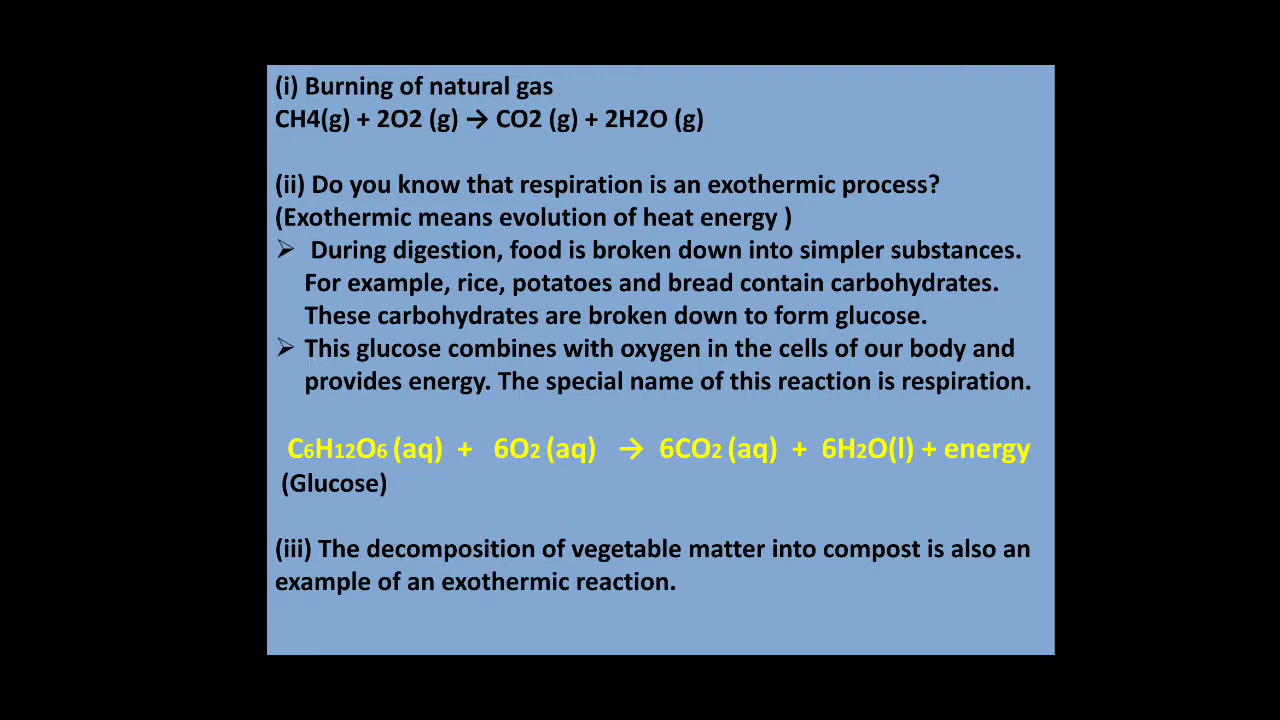 (i) Burning of natural gas
CH4(g) + 2O2 (g) → CO2 (g) + 2H2O (g)
(ii) Do you know that respiration is an exothermic process?
(Exothermic means evolution of heat energy )
➢ During digestion, food is broken down into simpler substances.
For example, rice, potatoes and bread contain carbohydrates.
These carbohydrates are broken down to form glucose.
➢ This glucose combines with oxygen in the cells of our body and
provides energy. The special name of this reaction is respiration.
C6H12O6 (aq) + 6O2 (aq) → 6CO2 (aq) + 6H2O(l) + energy
(Glucose)
(iii) The decomposition of vegetable matter into compost is also an
example of an exothermic reaction.